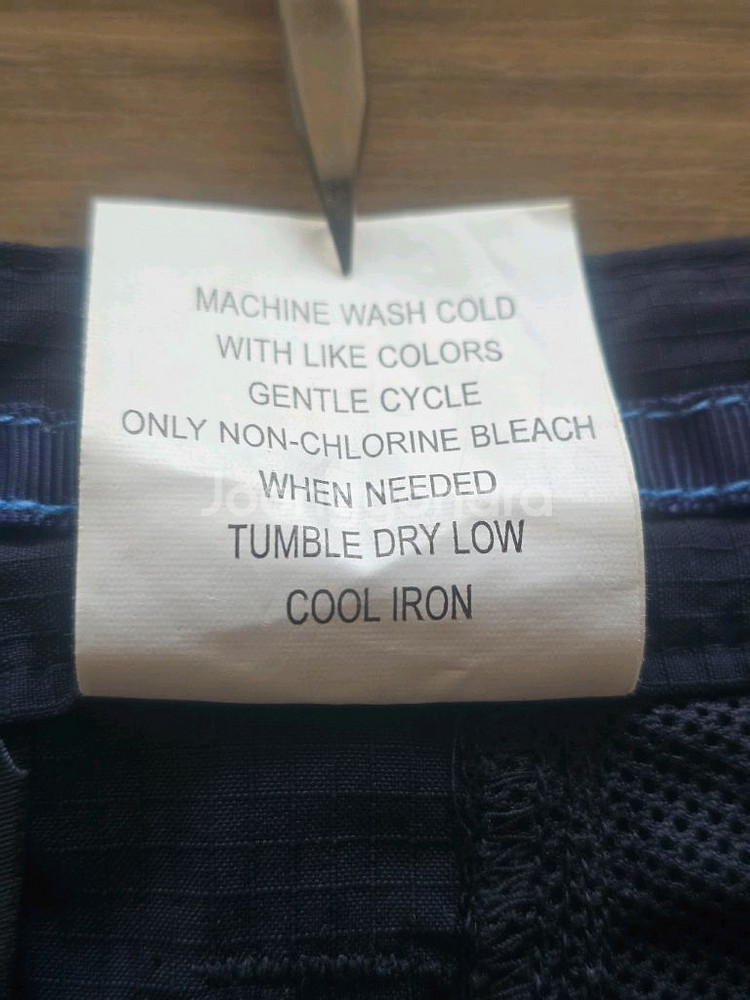 MACHINE WASH COLD
WITH LIKE COLORS
GENTLE CYCLE
ONLY NON-CHLORINE BLEACH
WHEN NEEDED
TUMBLE DRY LOW
COOL IRON